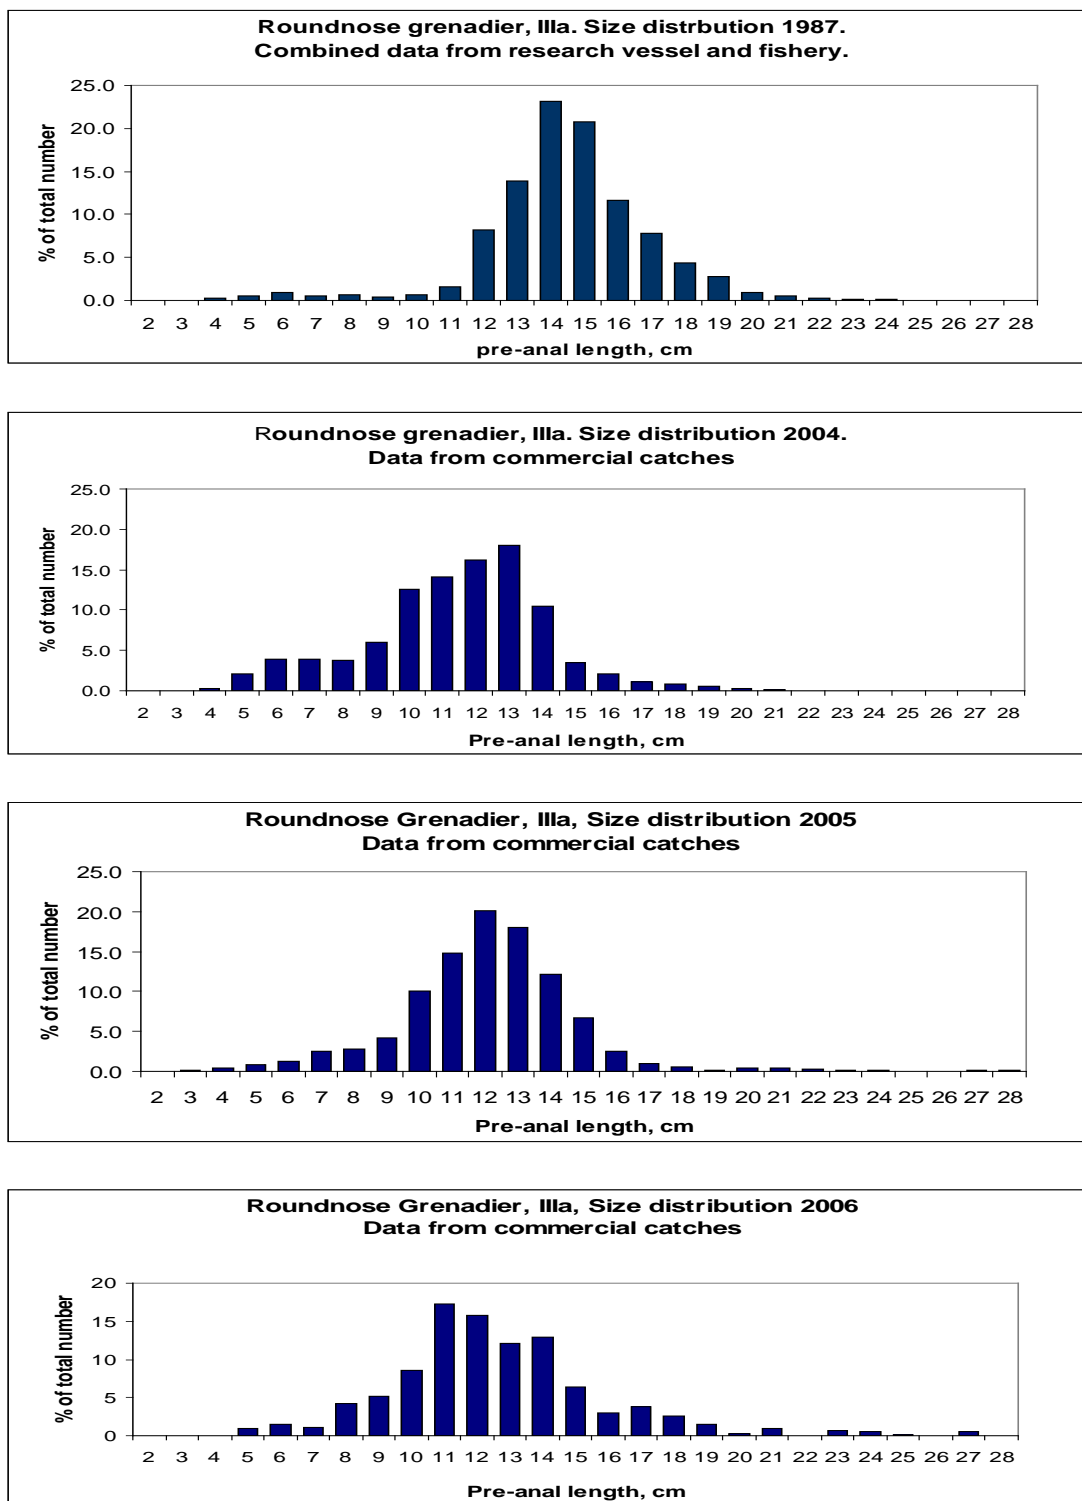 Roundnose grenadier, IIIa. Size distrbution 1987.
Combined data from research vessel and fishery.
25.0
20.0
15.0
10.0
5.0
0.0
% of total number
2 3 4 5 6 7 8 9 10 11 12 13 14 15 16 17 18 19 20 21 22 23 24 25 26 27 28
pre-anal length, cm
Roundnose grenadier, IIIa. Size distribution 2004.
Data from commercial catches
25.0
20.0
15.0
10.0
5.0
0.0
% of total number
2 3 4 5 6 7 8 9 10 11 12 13 14 15 16 17 18 19 20 21 22 23 24 25 26 27 28
Pre-anal length, cm
Roundnose Grenadier, IIIa, Size distribution 2005
Data from commercial catches
25.0
20.0
15.0
10.0
5.0
0.0
% of total number
2 3 4 5 6 7 8 9 10 11 12 13 14 15 16 17 18 19 20 21 22 23 24 25 26 27 28
Pre-anal length, cm
Roundnose Grenadier, IIIa, Size distribution 2006
Data from commercial catches
20
15
10
5
0
% of total number
2 3 4 5 6 7 8 9 10 11 12 13 14 15 16 17 18 19 20 21 22 23 24 25 26 27 28
Pre-anal length, cm